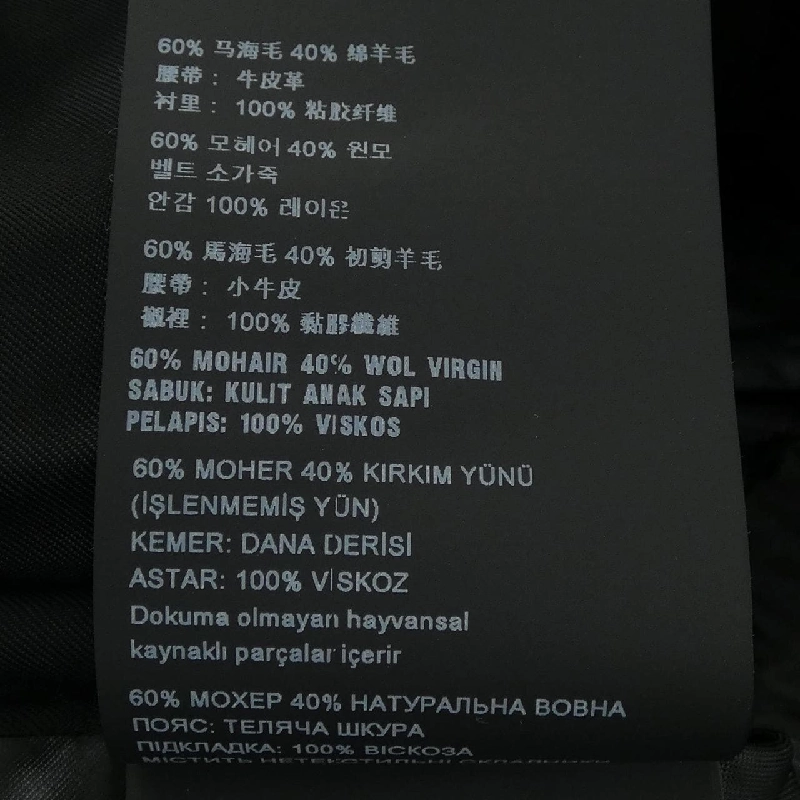 60% 马海毛 40% 绵羊毛
腰带： 牛皮革
衬里： 100% 粘胶纤维
60% 모헤어 40% 원모
벨트 소가죽
안감 100% 레이온
60% 馬海毛 40% 初剪羊毛
腰帶： 小牛皮
襯裡： 100% 黏膠纖維
60% MOHAIR 40% WOL VIRGIN
SABUK: KULIT ANAK SAPI
PELAPIS: 100% VISKOS
60% MOHER 40% KIRKIM YÜNÜ
(İŞLENMEMİŞ YÜN)
KEMER: DANA DERİSİ
ASTAR: 100% VİSKOZ
Dokuma olmayan hayvansal
kaynaklı parçalar içerir
60% МОХЕР 40% НАТУРАЛЬНА ВОВНА
ПОЯС: ТЕЛЯЧА ШКУРА
ПІДКЛАДКА: 100% ВІСКОЗА
МІСТИТЬ НЕТЕКСТИЛЬНІ СКЛАДНИКИ